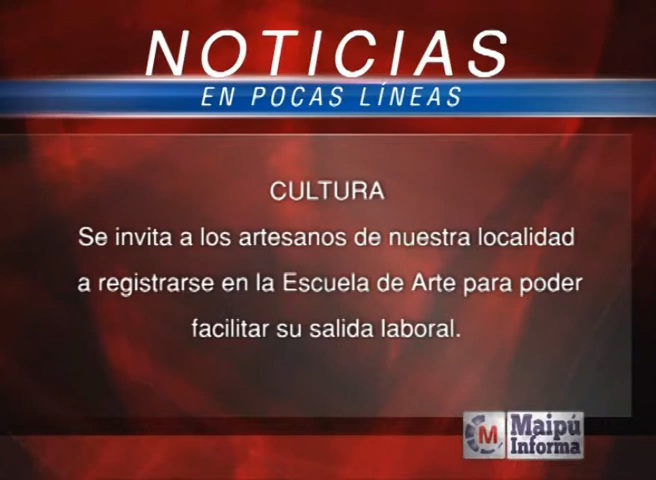 NOTICIAS
EN POCAS LÍNEAS
CULTURA
Se invita a los artesanos de nuestra localidad
a registrarse en la Escuela de Arte para poder
facilitar su salida laboral.
M
Maipú
Informa